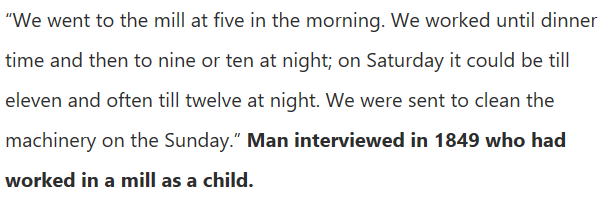 “We went to the mill at five in the morning. We worked until dinner
time and then to nine or ten at night; on Saturday it could be till
eleven and often till twelve at night. We were sent to clean the
machinery on the Sunday.” Man interviewed in 1849 who had
worked in a mill as a child.